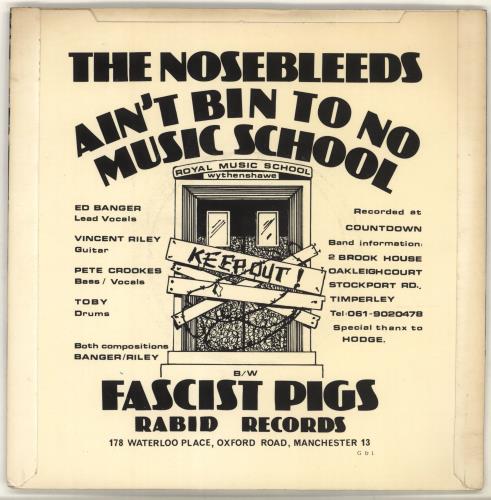 THE NOSEBLEEDS
AIN'T BIN TO NO
MUSIC SCHOOL
ROYAL MUSIC SCHOOL
wythenshawe
KEEP OUT!
ED BANGER
Lead Vocals
VINCENT RILEY
Guitar
PETE CROOKES
Bass / Vocals
TOBY
Drums
Both compositions
BANGER/RILEY
Recorded at
COUNTDOWN
Band information:
2 BROOK HOUSE
OAKLEIGHCOURT
STOCKPORT RD.,
TIMPERLEY
Tel:061-9020478
Special thanx to
HODGE.
B/W
FASCIST PIGS
RABID RECORDS
178 WATERLOO PLACE, OXFORD ROAD, MANCHESTER 13